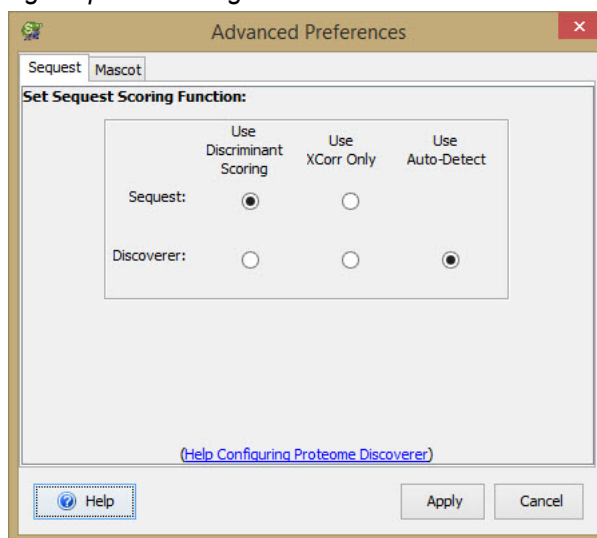 Advanced Preferences
Sequest Mascot
Set Sequest Scoring Function:
Use Discriminant Scoring
Use XCorr Only
Use Auto-Detect
Sequest:
Discoverer:
(Help Configuring Proteome Discoverer)
Help Apply Cancel